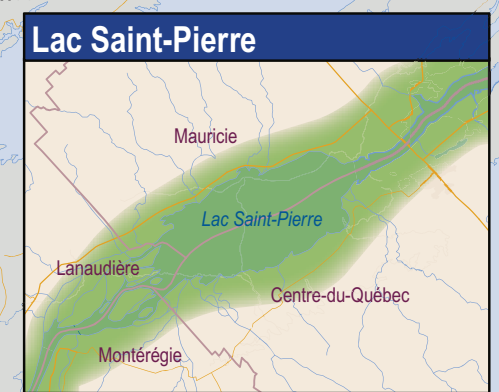 Lac Saint-Pierre
Mauricie
Lac Saint-Pierre
Lanaudière
Centre-du-Québec
Montérégie